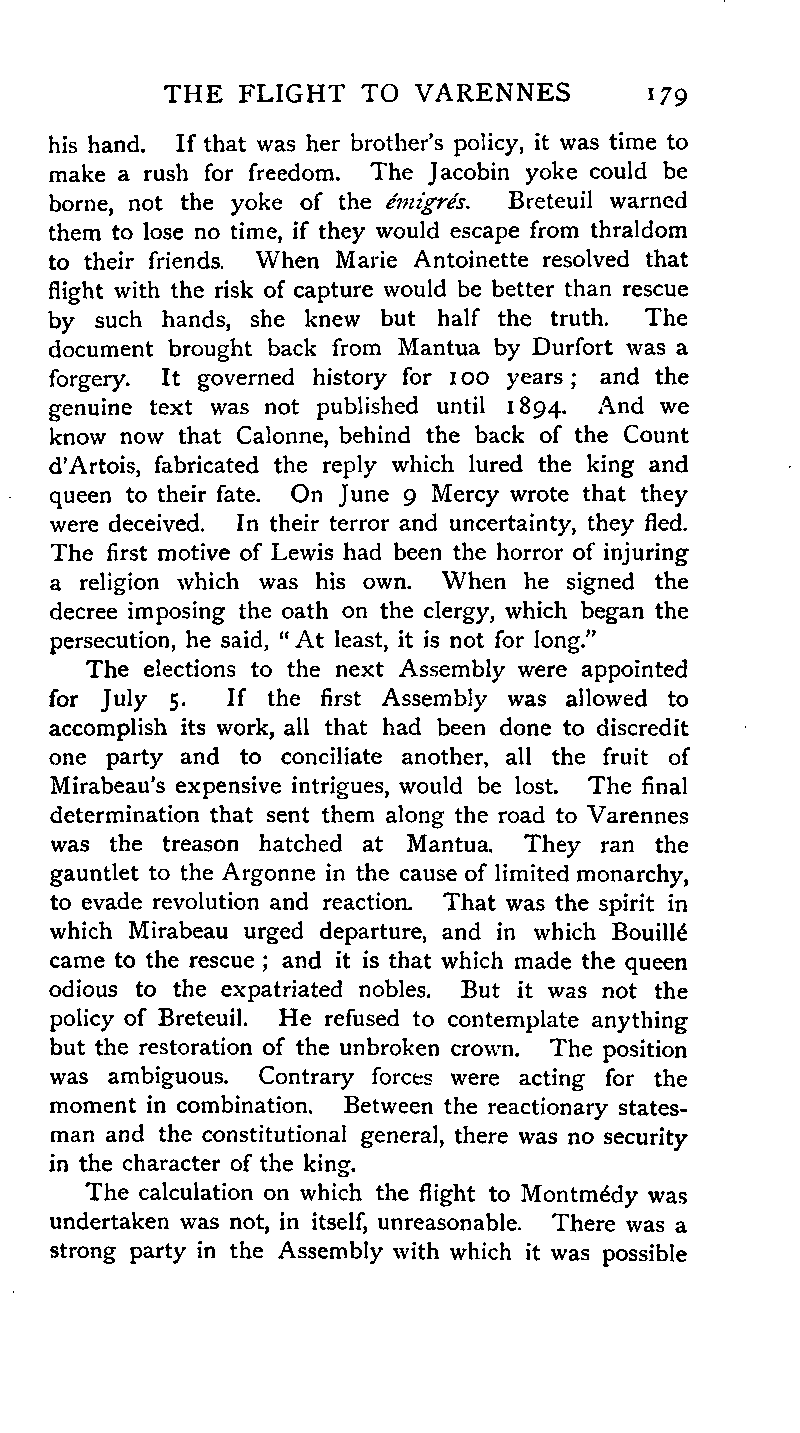 THE FLIGHT TO VARENNES 179
his hand. If that was her brother's policy, it was time to
make a rush for freedom. The Jacobin yoke could be
borne, not the yoke of the émigrés. Breteuil warned
them to lose no time, if they would escape from thraldom
to their friends. When Marie Antoinette resolved that
flight with the risk of capture would be better than rescue
by such hands, she knew but half the truth. The
document brought back from Mantua by Durfort was a
forgery. It governed history for 100 years; and the
genuine text was not published until 1894. And we
know now that Calonne, behind the back of the Count
d'Artois, fabricated the reply which lured the king and
queen to their fate. On June 9 Mercy wrote that they
were deceived. In their terror and uncertainty, they fled.
The first motive of Lewis had been the horror of injuring
a religion which was his own. When he signed the
decree imposing the oath on the clergy, which began the
persecution, he said, "At least, it is not for long."
The elections to the next Assembly were appointed
for July 5. If the first Assembly was allowed to
accomplish its work, all that had been done to discredit
one party and to conciliate another, all the fruit of
Mirabeau's expensive intrigues, would be lost. The final
determination that sent them along the road to Varennes
was the treason hatched at Mantua. They ran the
gauntlet to the Argonne in the cause of limited monarchy,
to evade revolution and reaction. That was the spirit in
which Mirabeau urged departure, and in which Bouillé
came to the rescue; and it is that which made the queen
odious to the expatriated nobles. But it was not the
policy of Breteuil. He refused to contemplate anything
but the restoration of the unbroken crown. The position
was ambiguous. Contrary forces were acting for the
moment in combination. Between the reactionary states-
man and the constitutional general, there was no security
in the character of the king.
The calculation on which the flight to Montmédy was
undertaken was not, in itself, unreasonable. There was a
strong party in the Assembly with which it was possible